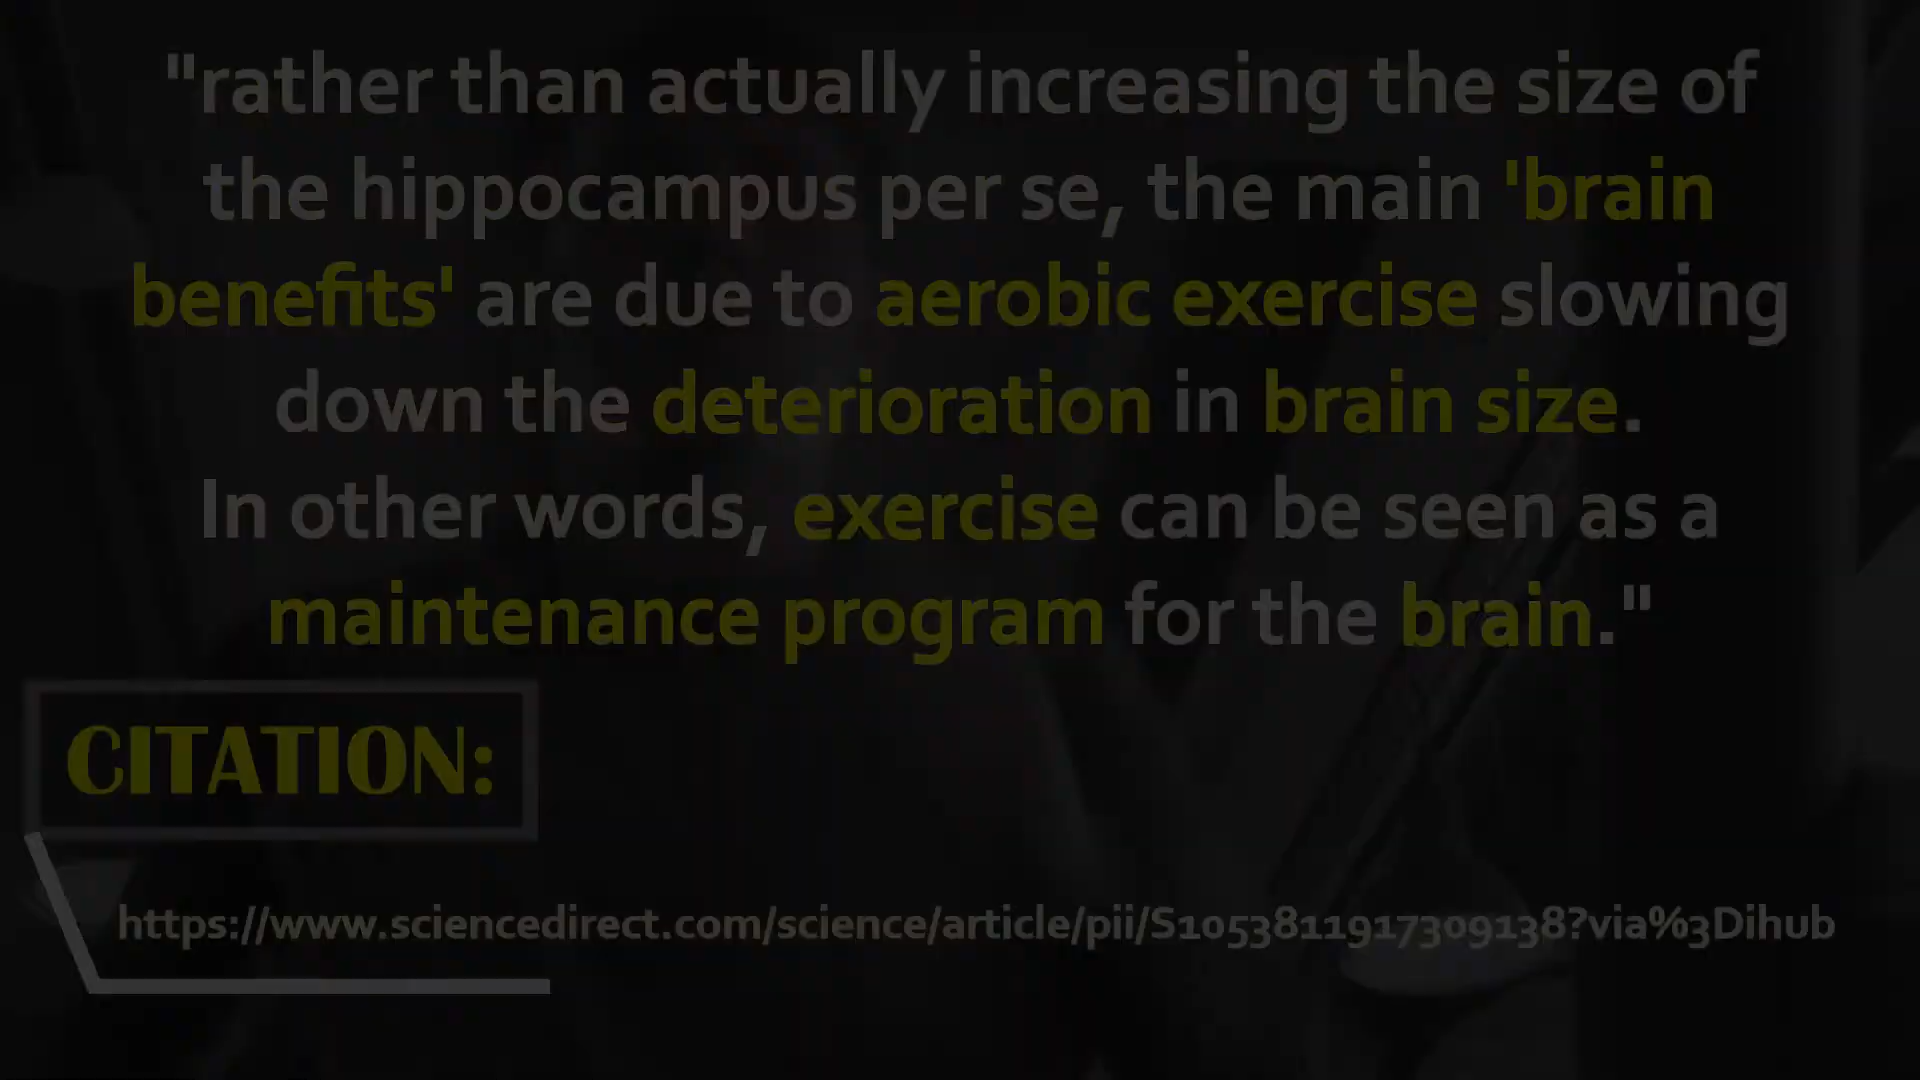 "rather than actually increasing the size of
the hippocampus per se, the main 'brain
benefits' are due to aerobic exercise slowing
down the deterioration in brain size.
In other words, exercise can be seen as a
maintenance program for the brain."
CITATION:
https://www.sciencedirect.com/science/article/pii/S1053811917309138?via%3Dihub